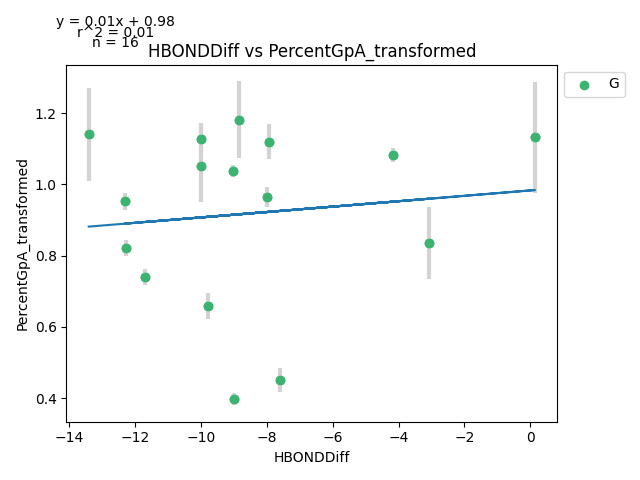 y = 0.01x + 0.98
r^2 = 0.01
n = 16
HBONDDiff vs PercentGpA_transformed
G
PercentGpA_transformed
1.2
1.0
0.8
0.6
0.4
−14 −12 −10 −8 −6 −4 −2 0
HBONDDiff